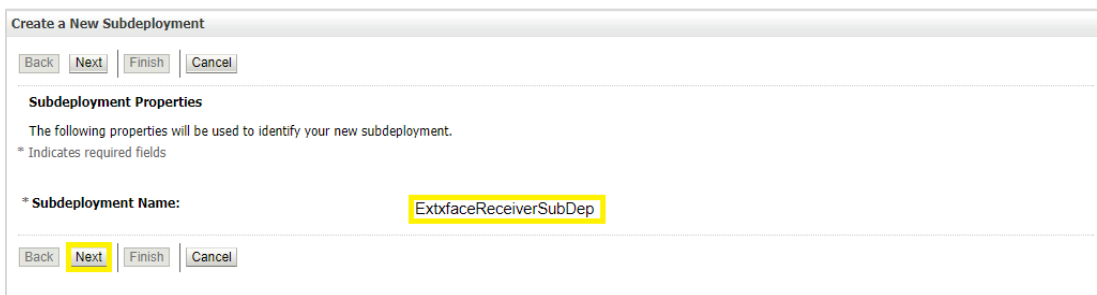 Create a New Subdeployment
Back Next Finish Cancel
Subdeployment Properties
The following properties will be used to identify your new subdeployment.
* Indicates required fields
* Subdeployment Name: ExtxfaceReceiverSubDep
Back Next Finish Cancel